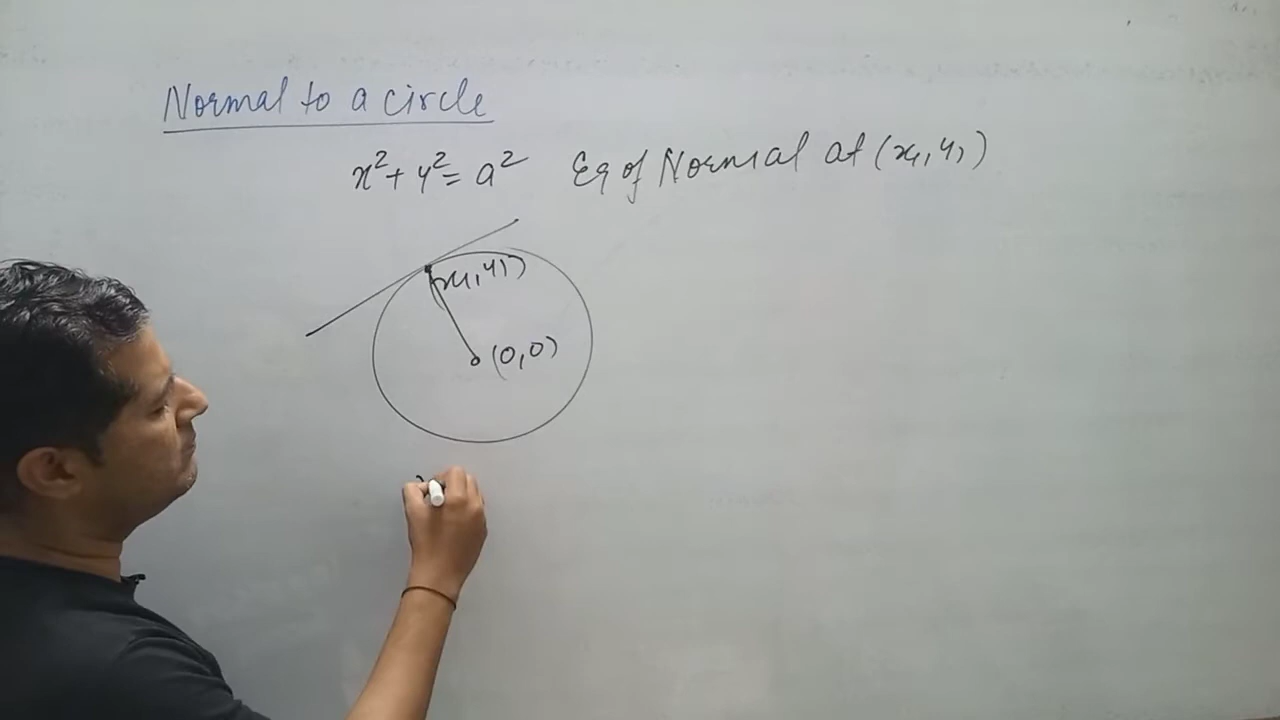 Normal to a circle
x²+y²=a² Eq of Normal at (x₁,y₁)
(x₁,y₁)
(0,0)